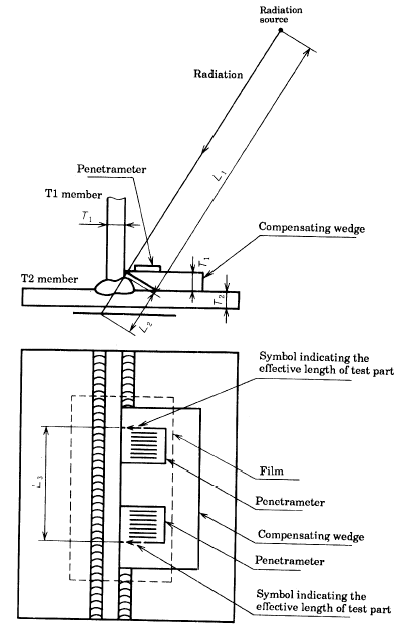 Radiation
source
Radiation
L₁
Penetrameter
T1 member
T₁
T₁
Compensating wedge
T2 member
T₂
L₂
Symbol indicating the
effective length of test part
Film
L₃
Penetrameter
Compensating wedge
Penetrameter
Symbol indicating the
effective length of test part